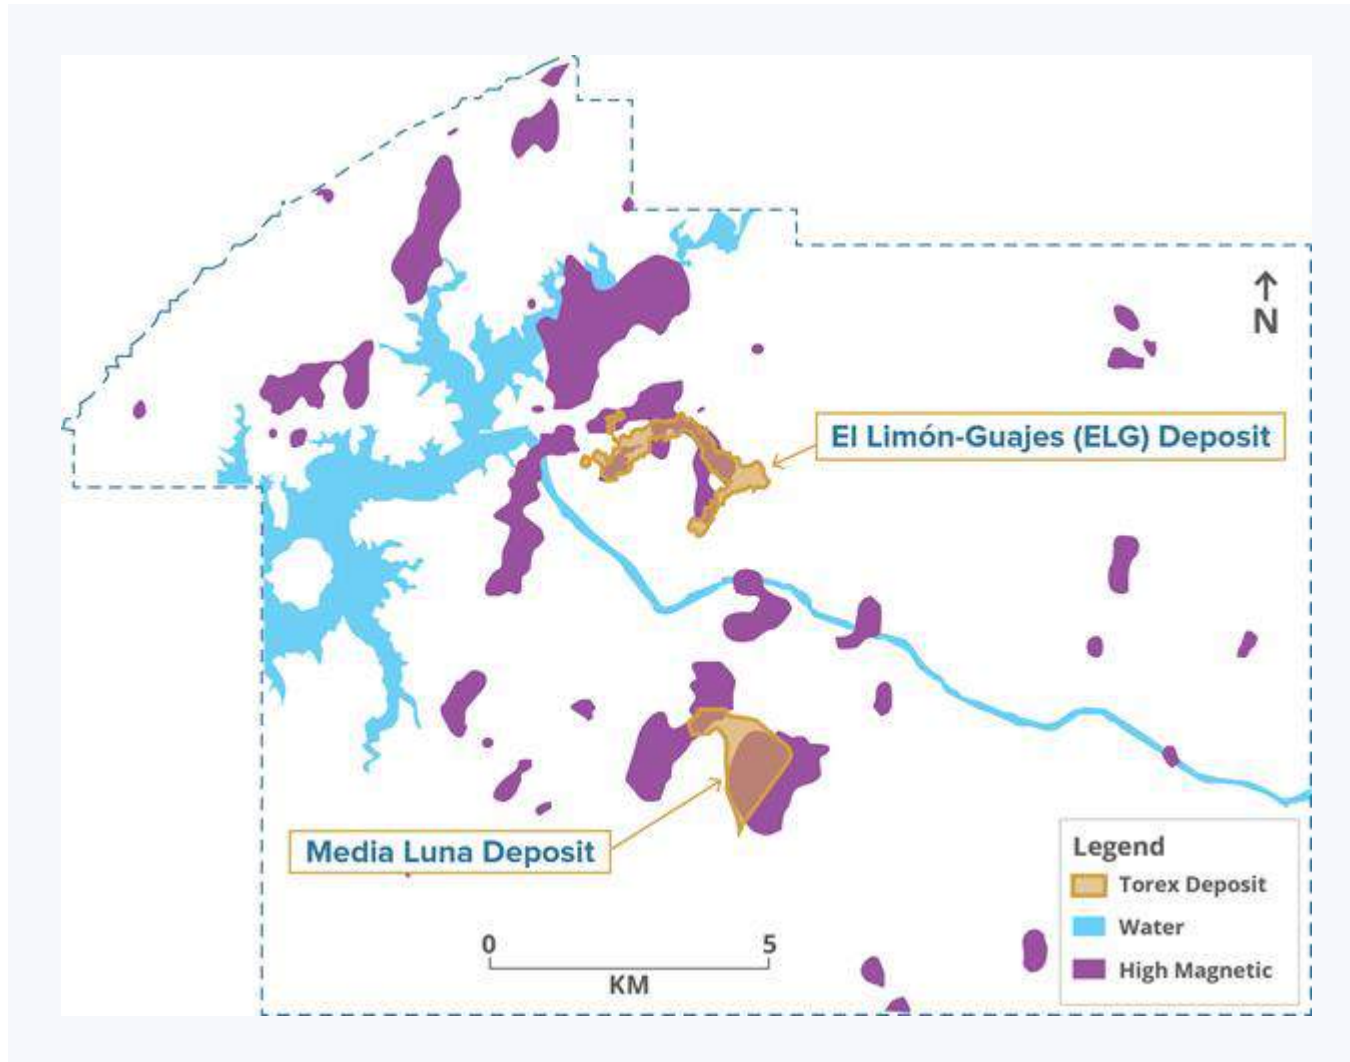 N
El Limón-Guajes (ELG) Deposit
Media Luna Deposit
Legend
Torex Deposit
Water
High Magnetic
0 5
KM